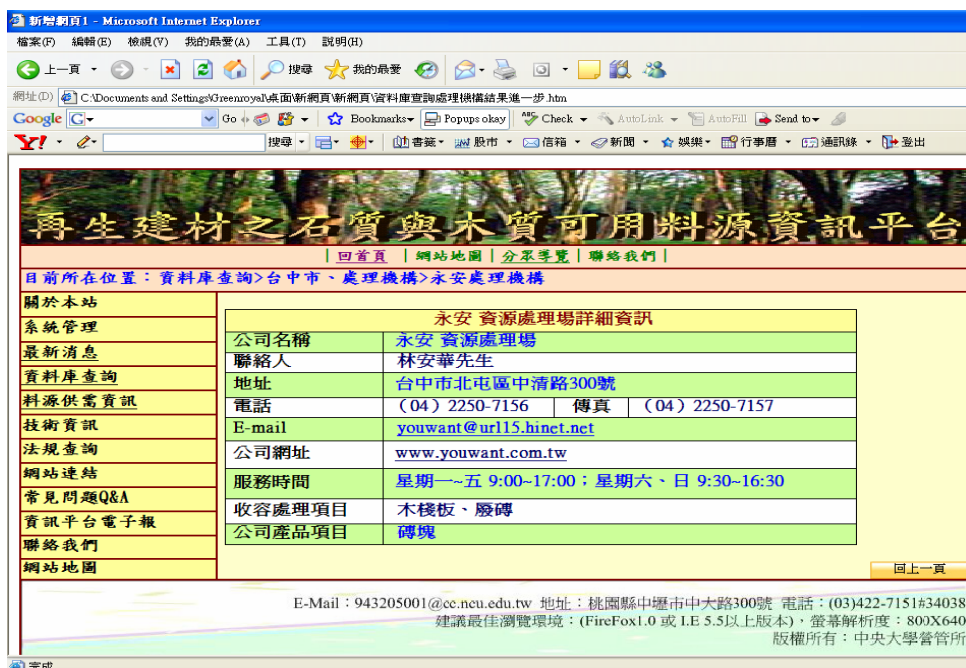 新增網頁1 - Microsoft Internet Explorer
檔案(F) 編輯(E) 檢視(V) 我的最愛(A) 工具(T) 說明(H)
上一頁 搜尋 我的最愛
網址(D) C:\Documents and Settings\Greenroyal\桌面\新網頁\新網頁\資料庫查詢處理機構結果進一步.htm
Google G Go Bookmarks Popups okay Check AutoLink AutoFill Send to
Y! 搜尋 書籤 股市 信箱 新聞 娛樂 行事曆 通訊錄 登出
再生建材之石質與木質可用料源資訊平台
| 回首頁 | 網站地圖 | 分眾導覽 | 聯絡我們 |
目前所在位置：資料庫查詢>台中市、處理機構>永安處理機構
關於本站
系統管理
最新消息
資料庫查詢
料源供需資訊
技術資訊
法規查詢
網站連結
常見問題Q&A
資訊平台電子報
聯絡我們
網站地圖
永安 資源處理場詳細資訊
公司名稱 永安 資源處理場
聯絡人 林安華先生
地址 台中市北屯區中清路300號
電話 （04）2250-7156 傳真 （04）2250-7157
E-mail youwant@url15.hinet.net
公司網址 www.youwant.com.tw
服務時間 星期一~五 9:00~17:00；星期六、日 9:30~16:30
收容處理項目 木棧板、廢磚
公司產品項目 磚塊
回上一頁
E-Mail：943205001@cc.ncu.edu.tw 地址：桃園縣中壢市中大路300號 電話：(03)422-7151#34038
建議最佳瀏覽環境：(FireFox1.0 或 I.E 5.5以上版本)，螢幕解析度：800X640
版權所有：中央大學營管所
完成